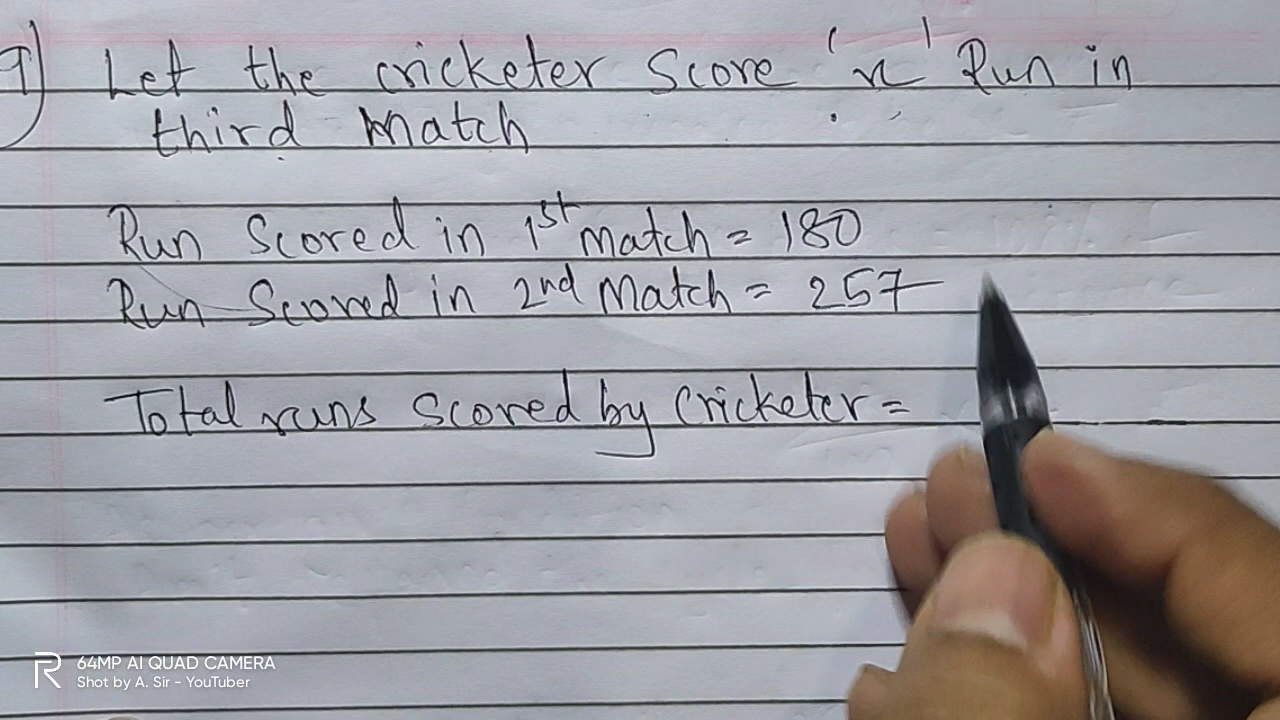 9) Let the cricketer Score 'x' Run in
third match
Run Scored in 1st match = 180
Run Scored in 2nd Match = 257
Total runs scored by Cricketer =
R 64MP AI QUAD CAMERA
Shot by A. Sir - YouTuber